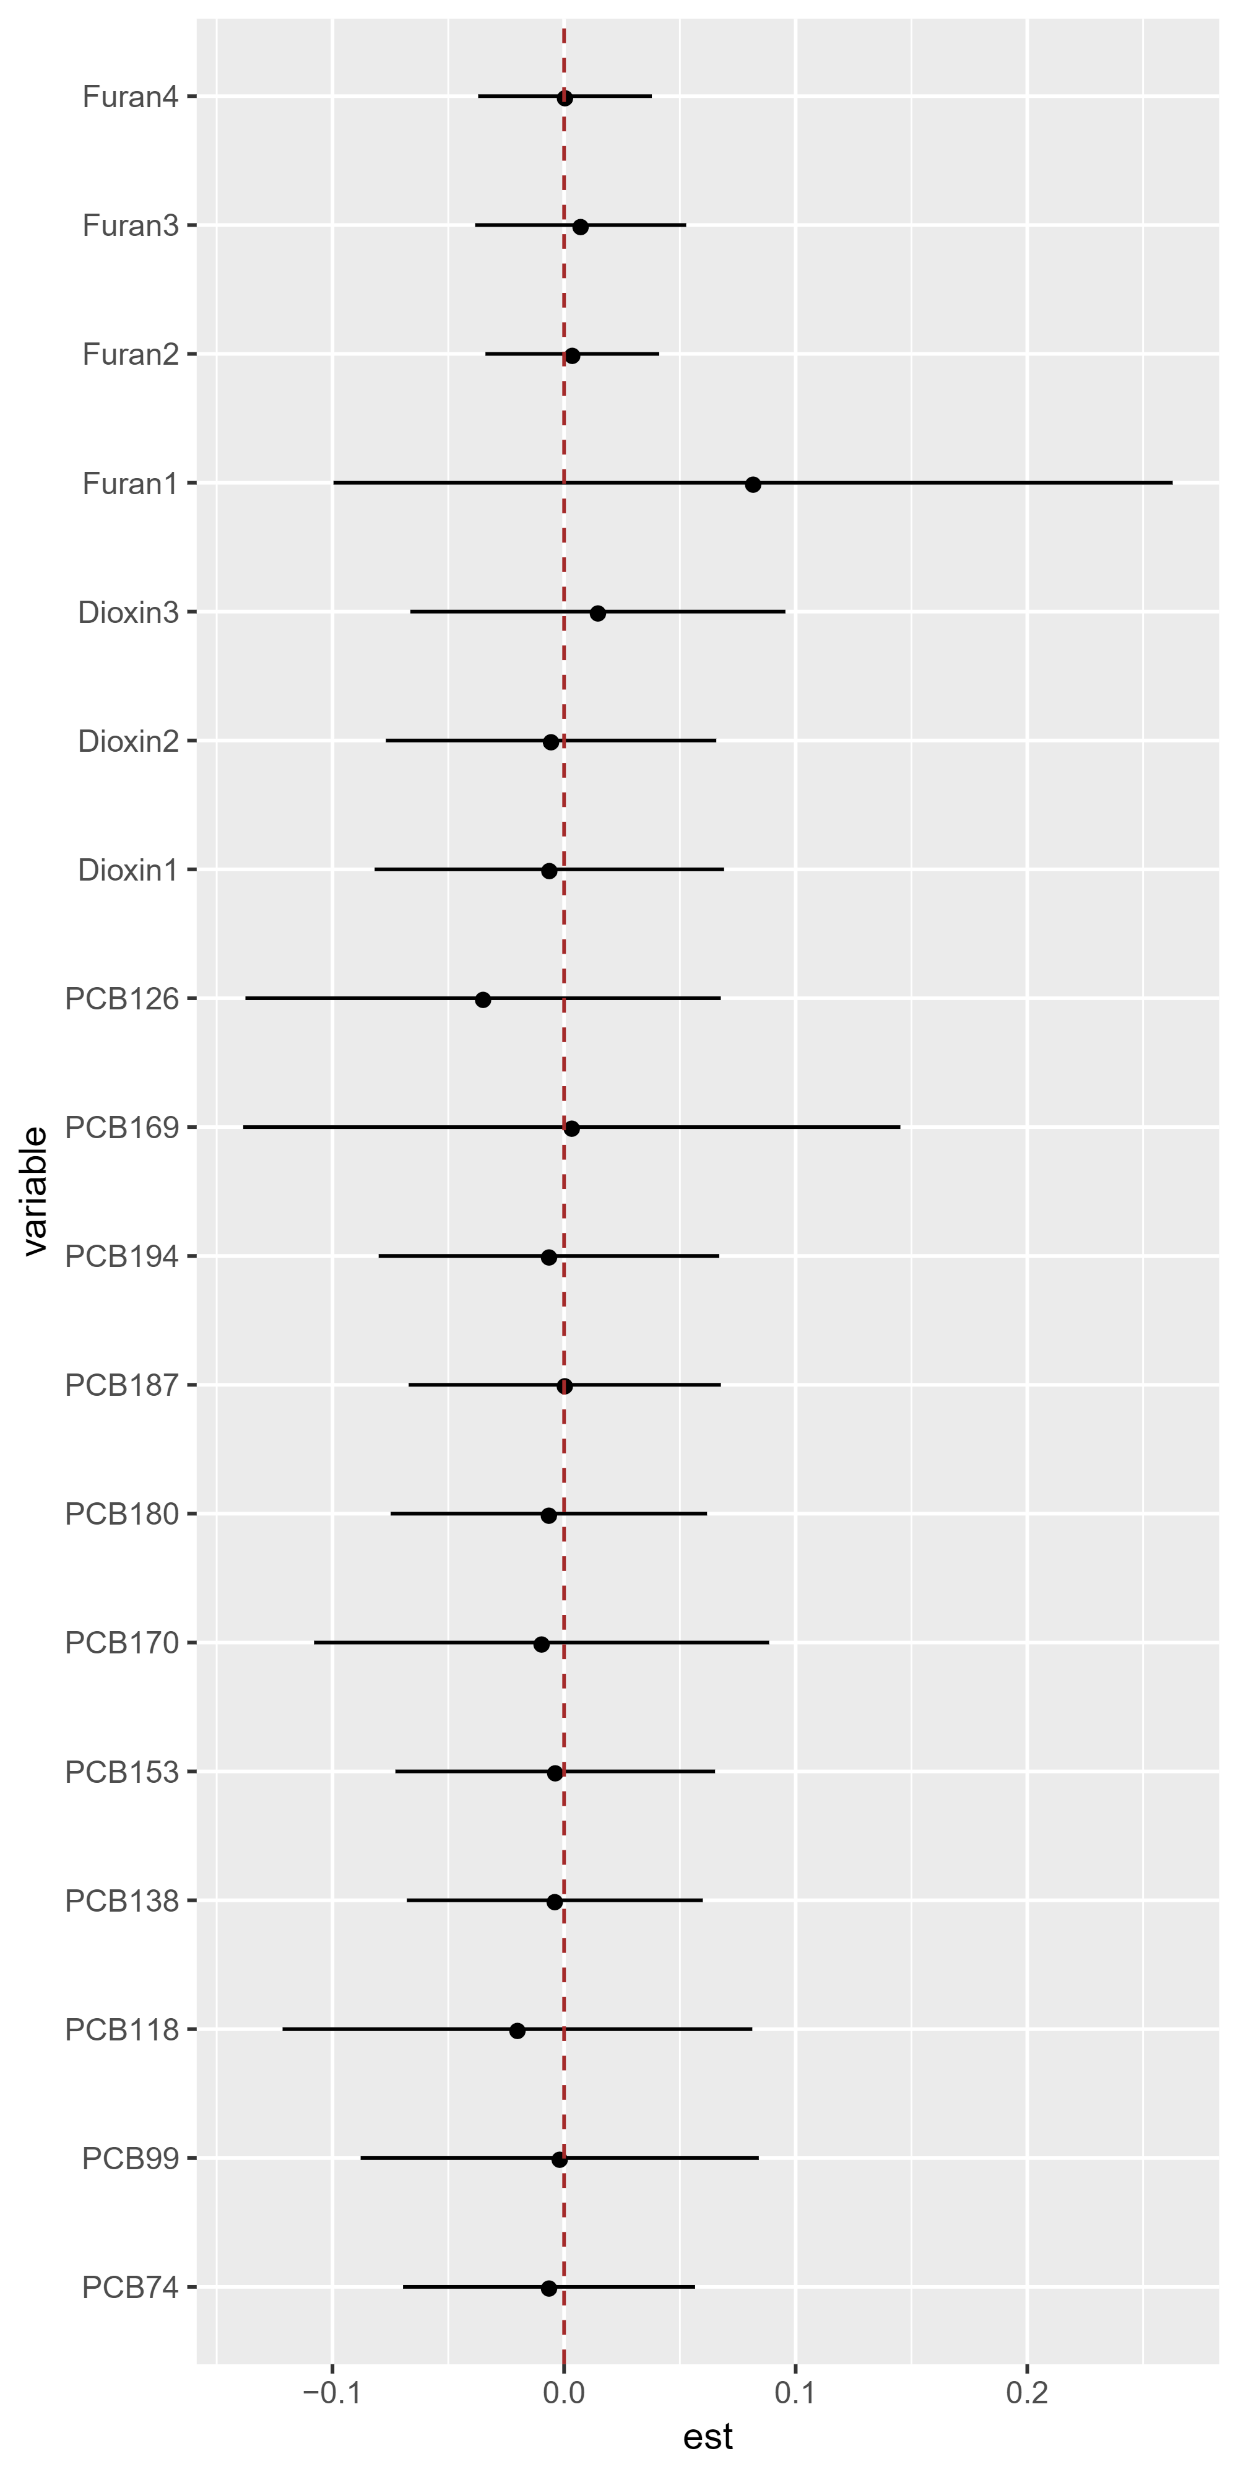 Furan4
Furan3
Furan2
Furan1
Dioxin3
Dioxin2
Dioxin1
PCB126
PCB169
PCB194
PCB187
PCB180
PCB170
PCB153
PCB138
PCB118
PCB99
PCB74
variable
−0.1 0.0 0.1 0.2
est